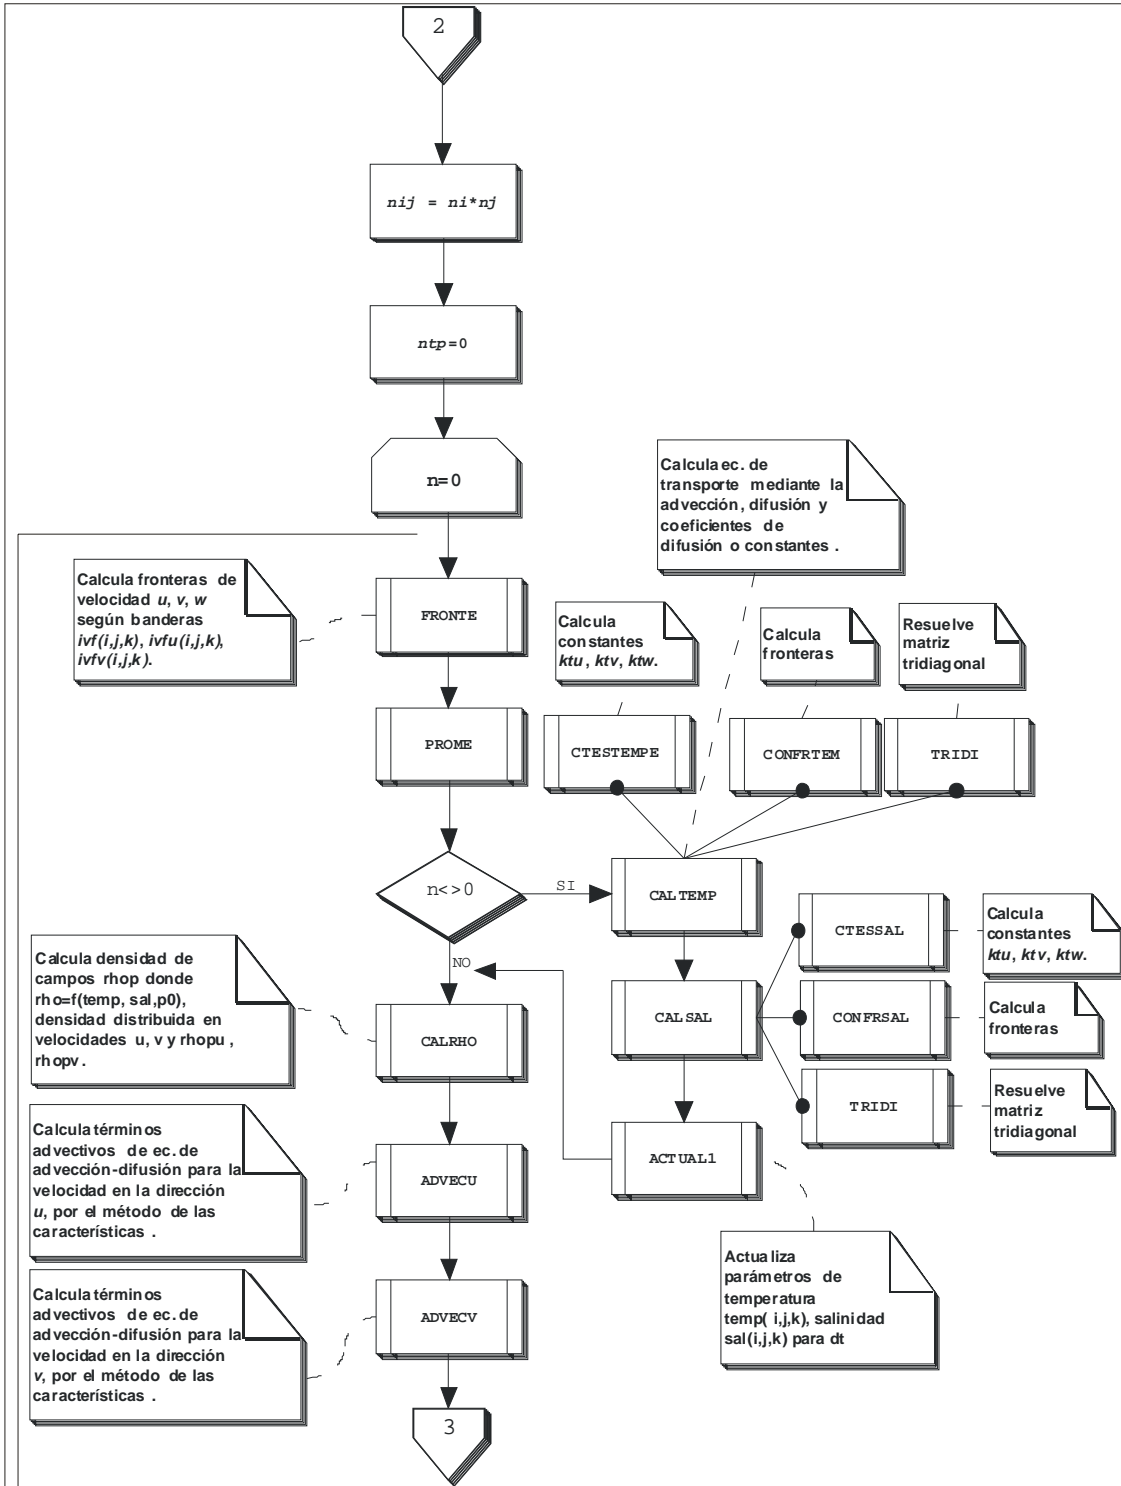 2
nij = ni*nj
ntp=0
n=0
Calcula ec. de
transporte mediante la
advección, difusión y
coeficientes de
difusión o constantes .
Calcula fronteras de
velocidad u, v, w
según banderas
ivf(i,j,k), ivfu(i,j,k),
ivfv(i,j,k).
FRONTE
Calcula
constantes
ktu, ktv, ktw.
Calcula
fronteras
Resuelve
matriz
tridiagonal
PROME
CTESTEMPE
CONFRTEM
TRIDI
n<>0
SI
CALTEMP
NO
CTESSAL
Calcula
constantes
ktu, ktv, ktw.
Calcula densidad de
campos rhop donde
rho=f(temp, sal,p0),
densidad distribuida en
velocidades u, v y rhopu ,
rhopv .
CALRHO
CALSAL
CONFRSAL
Calcula
fronteras
TRIDI
Resuelve
matriz
tridiagonal
Calcula términos
advectivos de ec. de
advección-difusión para la
velocidad en la dirección
u, por el método de las
características .
ADVECU
ACTUAL1
Actualiza
parámetros de
temperatura
temp( i,j,k), salinidad
sal(i,j,k) para dt
Calcula términos
advectivos de ec. de
advección-difusión para la
velocidad en la dirección
v, por el método de las
características .
ADVECV
3